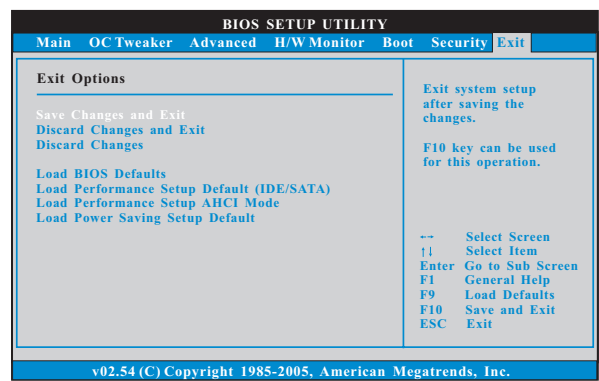 BIOS SETUP UTILITY
Main OC Tweaker Advanced H/W Monitor Boot Security Exit
Exit Options
Save Changes and Exit
Discard Changes and Exit
Discard Changes
Load BIOS Defaults
Load Performance Setup Default (IDE/SATA)
Load Performance Setup AHCI Mode
Load Power Saving Setup Default
Exit system setup
after saving the
changes.
F10 key can be used
for this operation.
←→ Select Screen
↑↓ Select Item
Enter Go to Sub Screen
F1 General Help
F9 Load Defaults
F10 Save and Exit
ESC Exit
v02.54 (C) Copyright 1985-2005, American Megatrends, Inc.